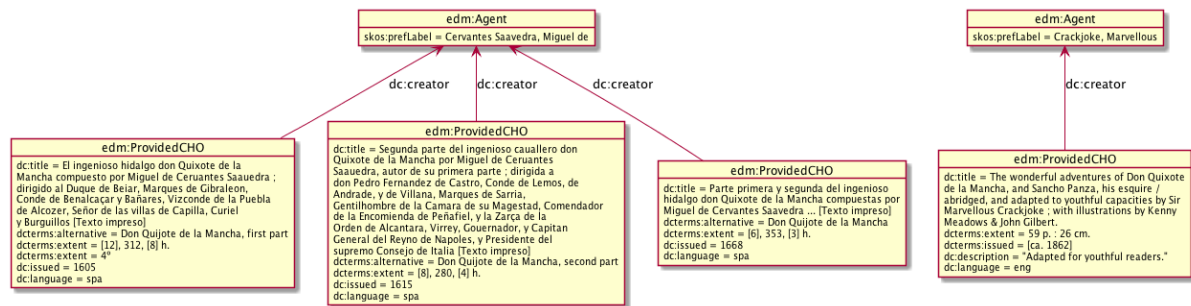 edm:Agent
skos:prefLabel = Cervantes Saavedra, Miguel de
edm:Agent
skos:prefLabel = Crackjoke, Marvellous
dc:creator
dc:creator
dc:creator
dc:creator
edm:ProvidedCHO
dc:title = El ingenioso hidalgo don Quixote de la
Mancha compuesto por Miguel de Ceruantes Saauedra ;
dirigido al Duque de Beiar, Marques de Gibraleon,
Conde de Benalcaçar y Bañares, Vizconde de la Puebla
de Alcozer, Señor de las villas de Capilla, Curiel
y Burguillos [Texto impreso]
dcterms:alternative = Don Quijote de la Mancha, first part
dcterms:extent = [12], 312, [8] h.
dcterms:extent = 4º
dc:issued = 1605
dc:language = spa
edm:ProvidedCHO
dc:title = Segunda parte del ingenioso cauallero don
Quixote de la Mancha por Miguel de Ceruantes
Saauedra, autor de su primera parte ; dirigida a
don Pedro Fernandez de Castro, Conde de Lemos, de
Andrade, y de Villana, Marques de Sarria,
Gentilhombre de la Camara de su Magestad, Comendador
de la Encomienda de Peñafiel, y la Zarça de la
Orden de Alcantara, Virrey, Gouernador, y Capitan
General del Reyno de Napoles, y Presidente del
supremo Consejo de Italia [Texto impreso]
dcterms:alternative = Don Quijote de la Mancha, second part
dcterms:extent = [8], 280, [4] h.
dc:issued = 1615
dc:language = spa
edm:ProvidedCHO
dc:title = Parte primera y segunda del ingenioso
hidalgo don Quixote de la Mancha compuestas por
Miguel de Ceruantes Saavedra ... [Texto impreso]
dcterms:alternative = Don Quijote de la Mancha
dcterms:extent = [6], 353, [3] h.
dc:issued = 1668
dc:language = spa
edm:ProvidedCHO
dc:title = The wonderful adventures of Don Quixote
de la Mancha, and Sancho Panza, his esquire /
abridged, and adapted to youthful capacities by Sir
Marvellous Crackjoke ; with illustrations by Kenny
Meadows & John Gilbert.
dcterms:extent = 59 p. : 26 cm.
dcterms:issued = [ca. 1862]
dc:description = "Adapted for youthful readers."
dc:language = eng